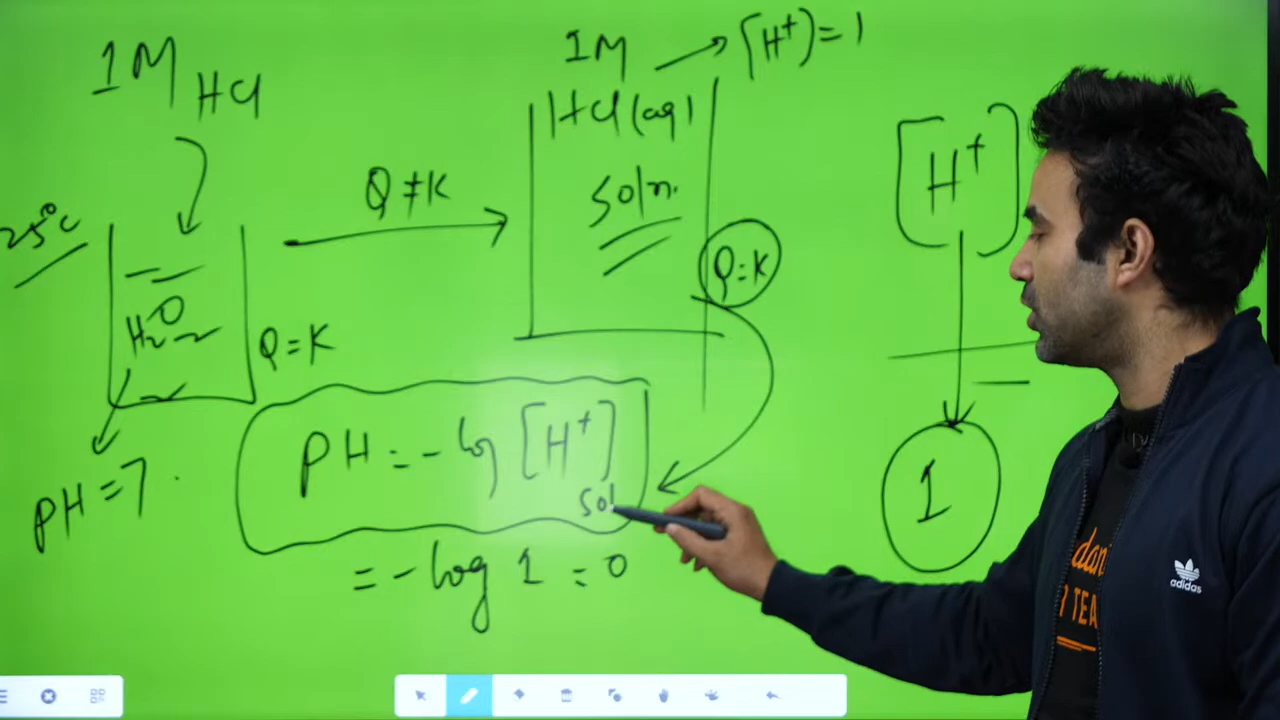 1M HCl
25°C
H2O
Q=K
PH=7.
Q≠K
1M → [H+]=1
HCl(aq)
Soln.
Q=K
[H+]
1
PH=-log[H+]
Sol
=-log 1 =0
adidas
TEA